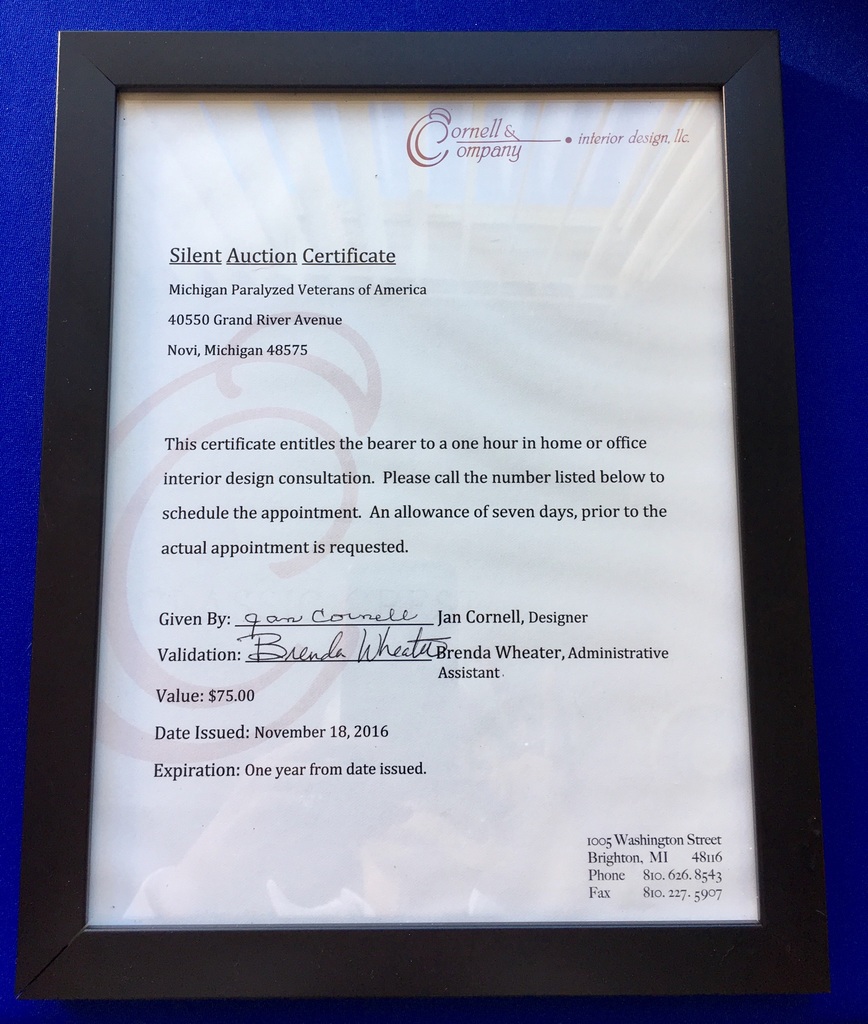 Cornell &
Company • interior design, llc.
Silent Auction Certificate
Michigan Paralyzed Veterans of America
40550 Grand River Avenue
Novi, Michigan 48575
This certificate entitles the bearer to a one hour in home or office
interior design consultation. Please call the number listed below to
schedule the appointment. An allowance of seven days, prior to the
actual appointment is requested.
Given By: Jan Cornell Jan Cornell, Designer
Validation: Brenda Wheater Brenda Wheater, Administrative
Assistant
Value: $75.00
Date Issued: November 18, 2016
Expiration: One year from date issued.
1005 Washington Street
Brighton, MI 48116
Phone 810. 626. 8543
Fax 810. 227. 5907